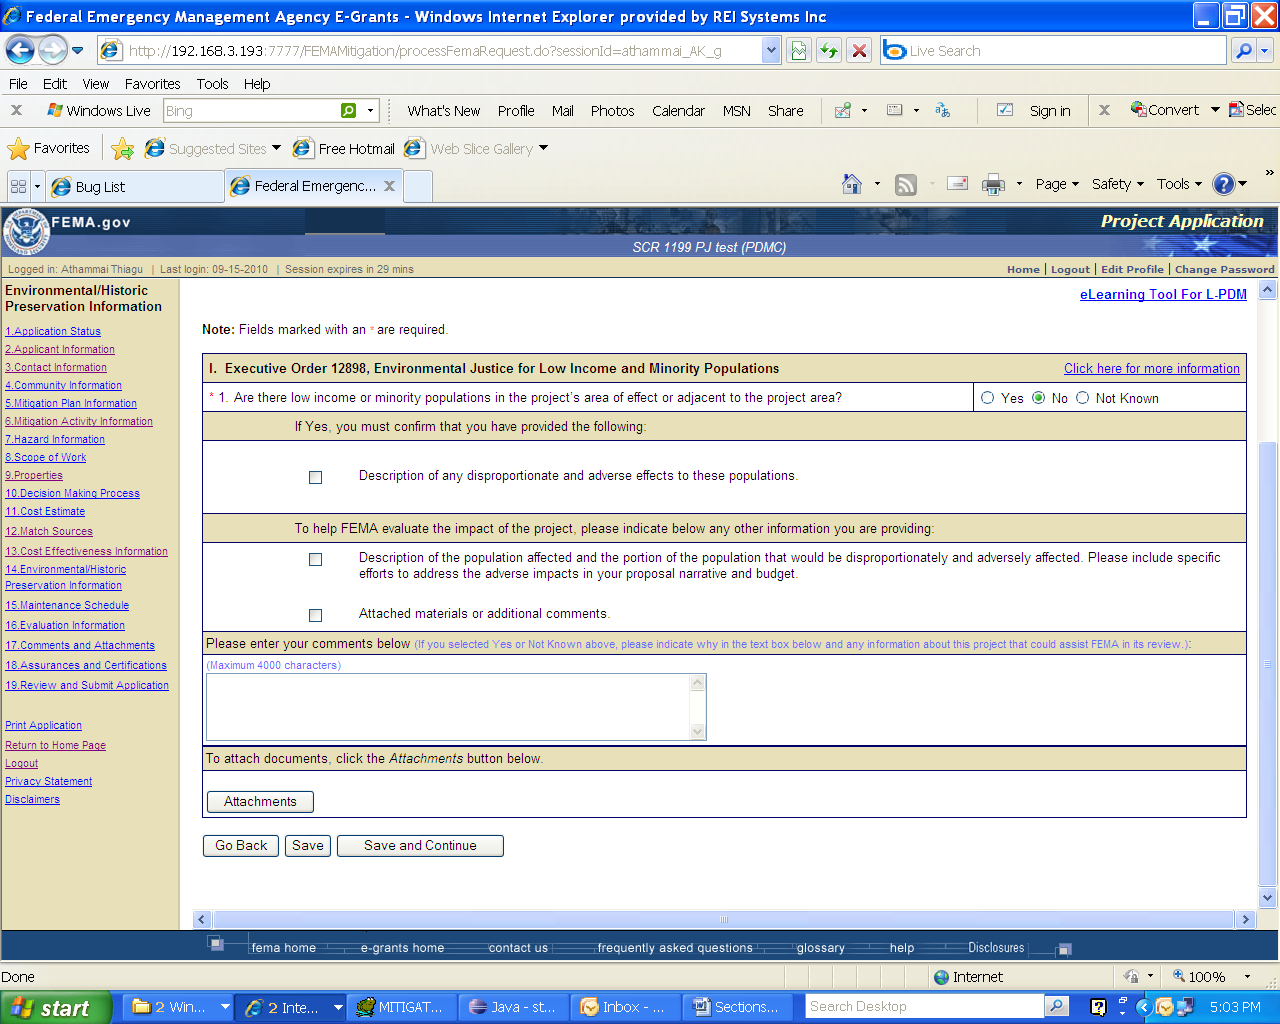 Federal Emergency Management Agency E-Grants - Windows Internet Explorer provided by REI Systems Inc
http://192.168.3.193:7777/FEMAMitigation/processFemaRequest.do?sessionId=athammai_AK_g
Live Search
File Edit View Favorites Tools Help
Windows Live Bing What's New Profile Mail Photos Calendar MSN Share Sign in Convert Selec
Favorites Suggested Sites Free Hotmail Web Slice Gallery
Bug List Federal Emergenc... Page Safety Tools
FEMA.gov Project Application
SCR 1199 PJ test (PDMC)
Logged in: Athammai Thiagu | Last login: 09-15-2010 | Session expires in 29 mins Home | Logout | Edit Profile | Change Password
Environmental/Historic
Preservation Information
1.Application Status
2.Applicant Information
3.Contact Information
4.Community Information
5.Mitigation Plan Information
6.Mitigation Activity Information
7.Hazard Information
8.Scope of Work
9.Properties
10.Decision Making Process
11.Cost Estimate
12.Match Sources
13.Cost Effectiveness Information
14.Environmental/Historic
Preservation Information
15.Maintenance Schedule
16.Evaluation Information
17.Comments and Attachments
18.Assurances and Certifications
19.Review and Submit Application
Print Application
Return to Home Page
Logout
Privacy Statement
Disclaimers
eLearning Tool For L-PDM
Note: Fields marked with an * are required.
I. Executive Order 12898, Environmental Justice for Low Income and Minority Populations Click here for more information
* 1. Are there low income or minority populations in the project's area of effect or adjacent to the project area? Yes No Not Known
If Yes, you must confirm that you have provided the following:
Description of any disproportionate and adverse effects to these populations.
To help FEMA evaluate the impact of the project, please indicate below any other information you are providing:
Description of the population affected and the portion of the population that would be disproportionately and adversely affected. Please include specific
efforts to address the adverse impacts in your proposal narrative and budget.
Attached materials or additional comments.
Please enter your comments below (If you selected Yes or Not Known above, please indicate why in the text box below and any information about this project that could assist FEMA in its review.):
(Maximum 4000 characters)
To attach documents, click the Attachments button below.
Attachments
Go Back Save Save and Continue
fema home e-grants home contact us frequently asked questions glossary help Disclosures
Done Internet 100%
start 2 Win... 2 Inte... MITIGAT... Java - st... Inbox - ... Sections... Search Desktop 5:03 PM